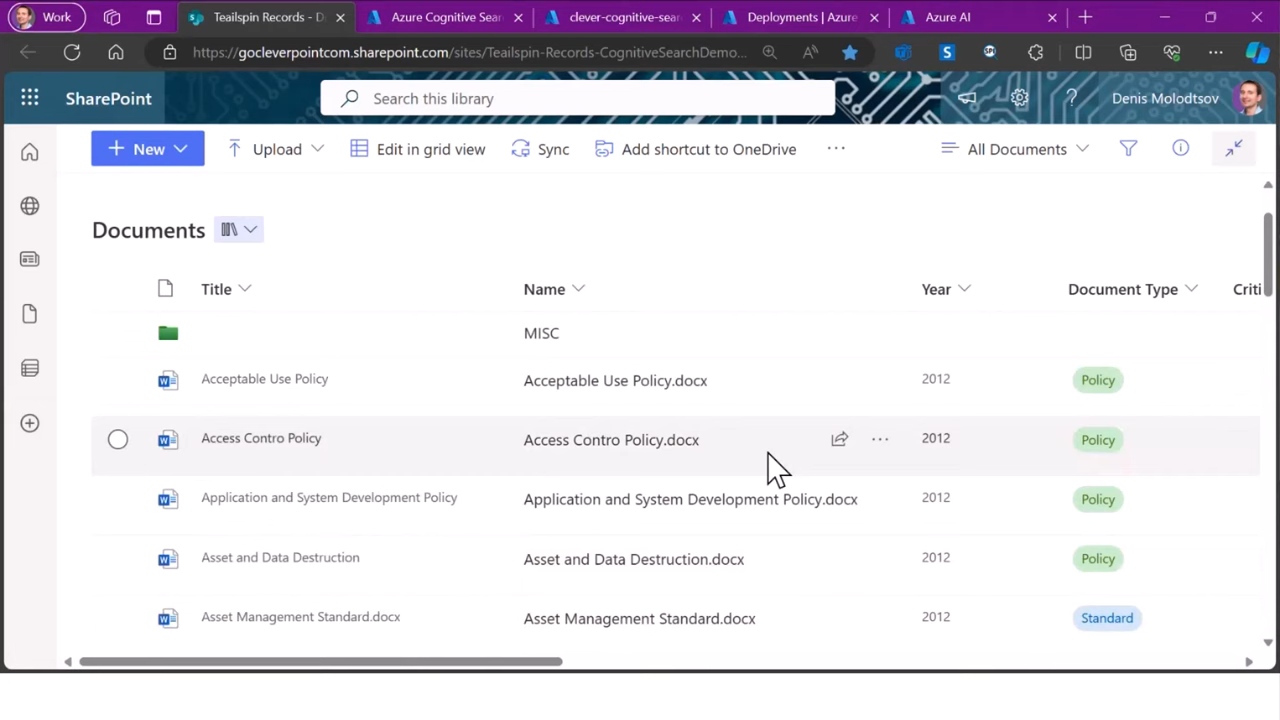 Work
Teailspin Records - D
Azure Cognitive Sear
clever-cognitive-sear
Deployments | Azure
Azure AI
https://gocleverpointcom.sharepoint.com/sites/Teailspin-Records-CognitiveSearchDemo...
SharePoint
Search this library
Denis Molodtsov
New
Upload
Edit in grid view
Sync
Add shortcut to OneDrive
All Documents
Documents
Title Name Year Document Type Criti
MISC
Acceptable Use Policy Acceptable Use Policy.docx 2012 Policy
Access Contro Policy Access Contro Policy.docx 2012 Policy
Application and System Development Policy Application and System Development Policy.docx 2012 Policy
Asset and Data Destruction Asset and Data Destruction.docx 2012 Policy
Asset Management Standard.docx Asset Management Standard.docx 2012 Standard